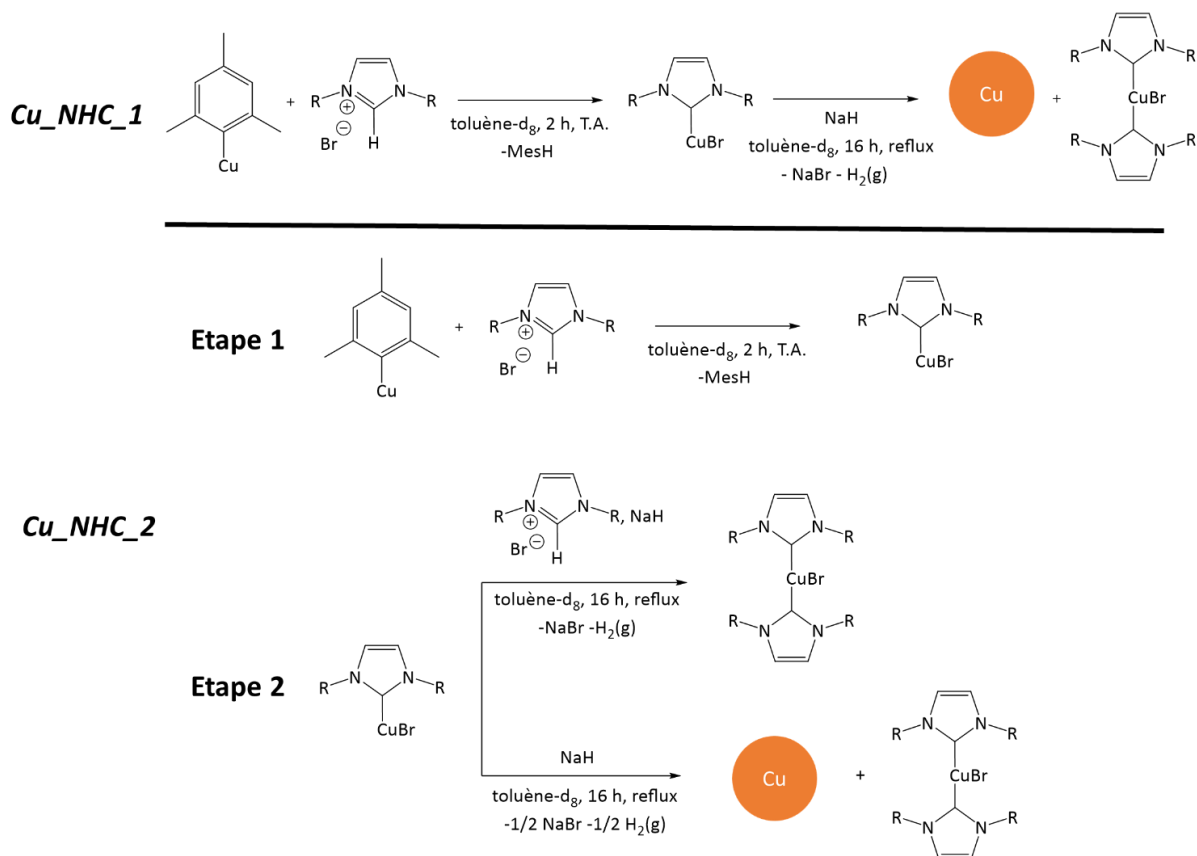 Cu_NHC_1
Cu
+
R
N
+
N
R
Br
−
H
toluène-d8, 2 h, T.A.
-MesH
R
N
N
R
CuBr
NaH
toluène-d8, 16 h, reflux
- NaBr - H2(g)
Cu
+
R
N
N
R
CuBr
R
N
N
R
Etape 1
Cu
+
R
N
+
N
R
Br
−
H
toluène-d8, 2 h, T.A.
-MesH
R
N
N
R
CuBr
Cu_NHC_2
Etape 2
R
N
N
R
CuBr
R
N
+
N
R, NaH
Br
−
H
toluène-d8, 16 h, reflux
-NaBr -H2(g)
R
N
N
R
CuBr
R
N
N
R
NaH
toluène-d8, 16 h, reflux
-1/2 NaBr -1/2 H2(g)
Cu
+
R
N
N
R
CuBr
R
N
N
R